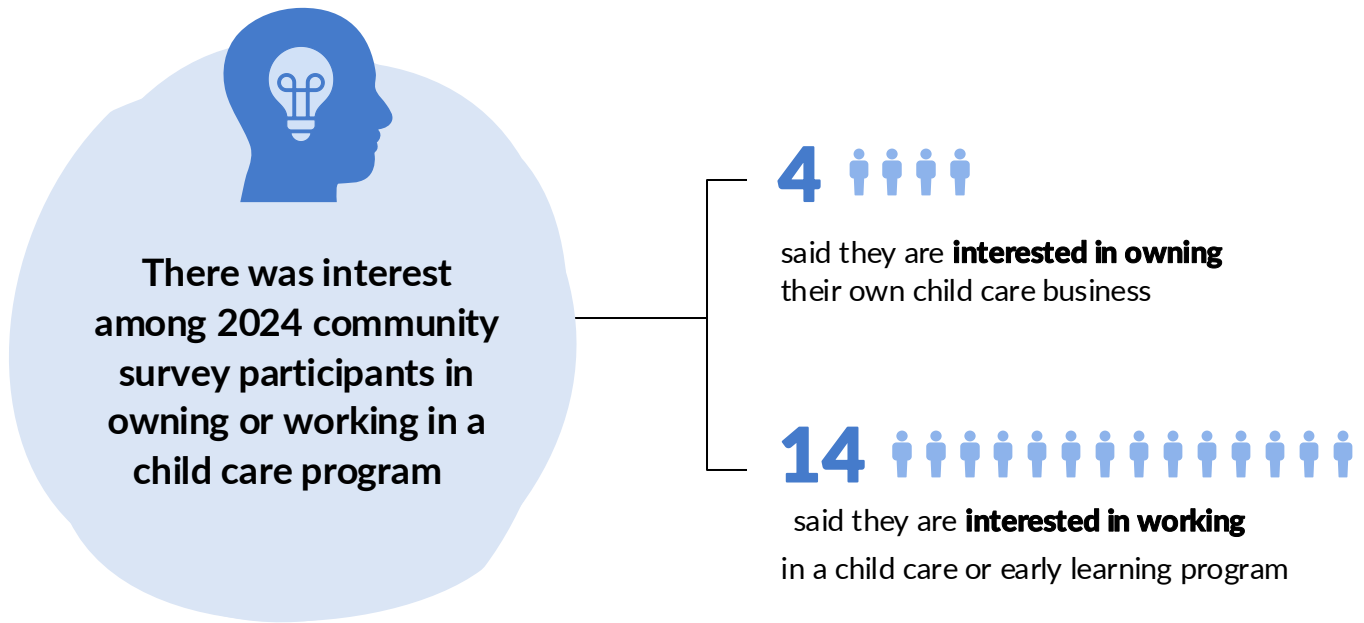 There was interest
among 2024 community
survey participants in
owning or working in a
child care program
4
said they are interested in owning
their own child care business
14
said they are interested in working
in a child care or early learning program